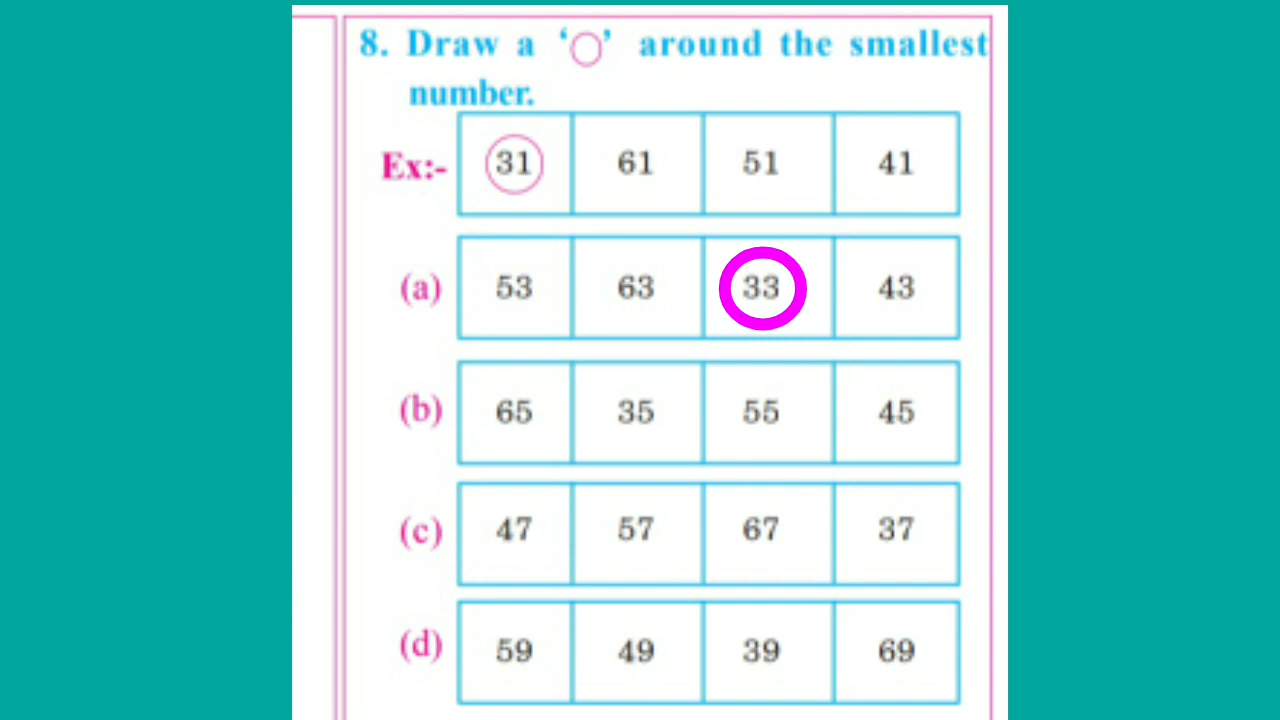 8. Draw a ‘○’ around the smallest
number.
Ex:- 31 61 51 41
(a) 53 63 33 43
(b) 65 35 55 45
(c) 47 57 67 37
(d) 59 49 39 69